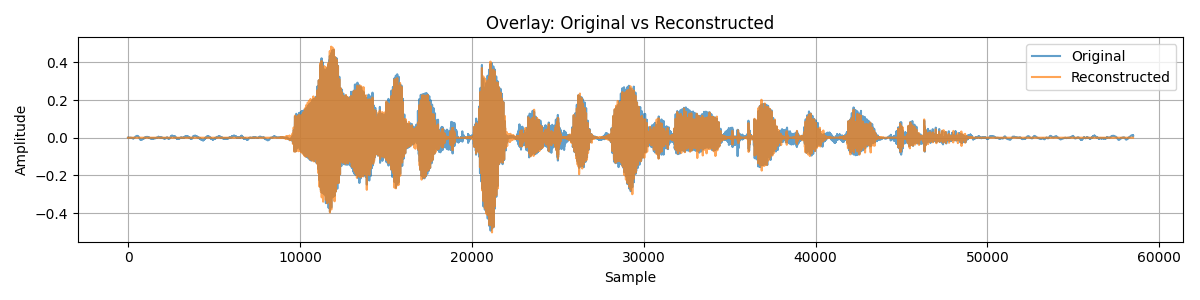 Overlay: Original vs Reconstructed
Original
Reconstructed
Amplitude
0.4
0.2
0.0
−0.2
−0.4
0 10000 20000 30000 40000 50000 60000
Sample